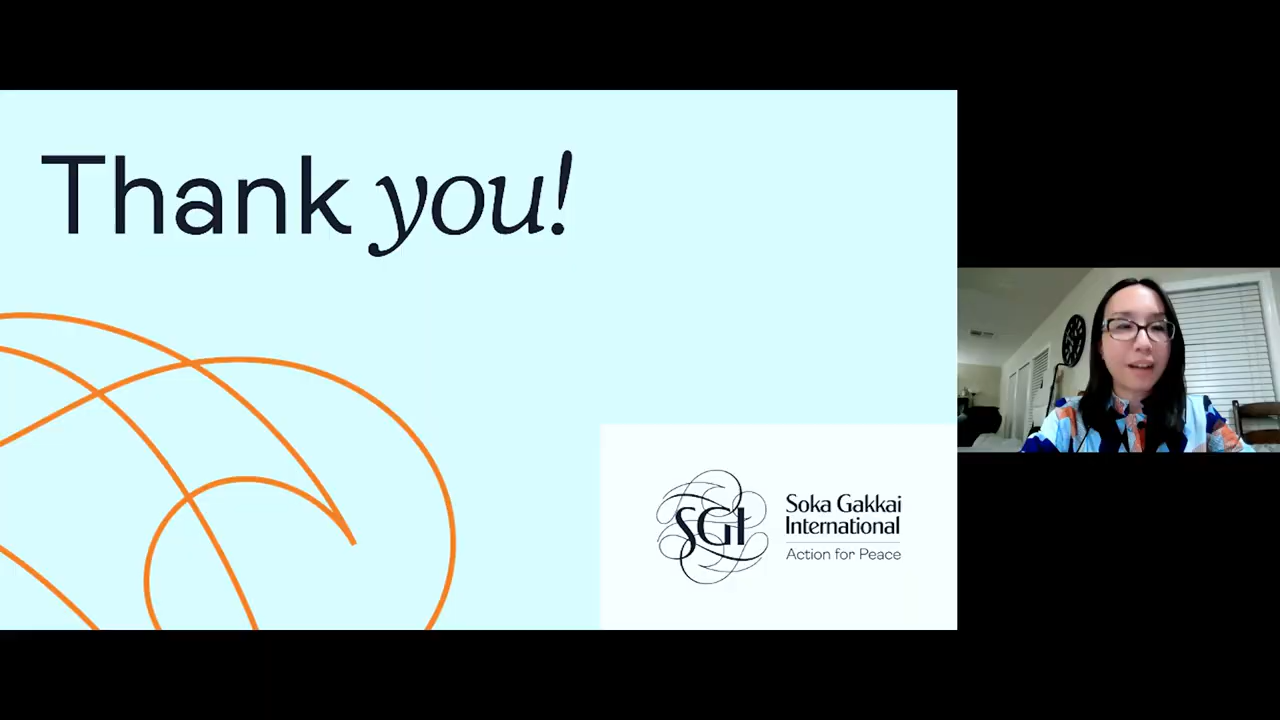 Thank you!
SGI
Soka Gakkai
International
Action for Peace